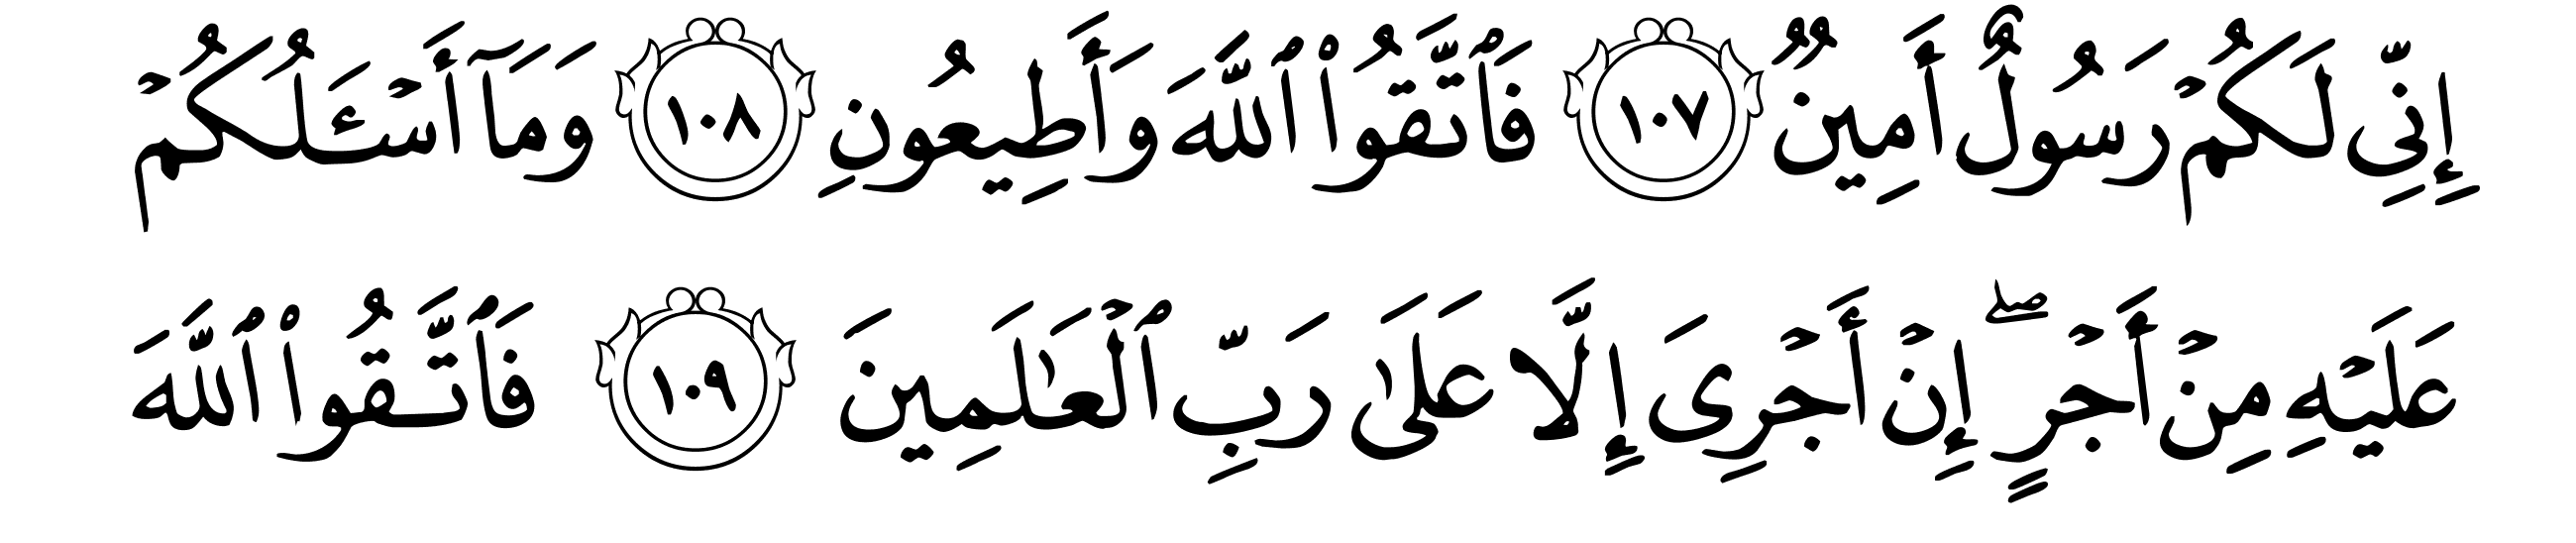 إِنِّي لَكُمْ رَسُولٌ أَمِينٌ ١٠٧ فَٱتَّقُوا۟ ٱللَّهَ وَأَطِيعُونِ ١٠٨ وَمَآ أَسْـَٔلُكُمْ
عَلَيْهِ مِنْ أَجْرٍ ۖ إِنْ أَجْرِىَ إِلَّا عَلَىٰ رَبِّ ٱلْعَـٰلَمِينَ ١٠٩ فَٱتَّقُوا۟ ٱللَّهَ